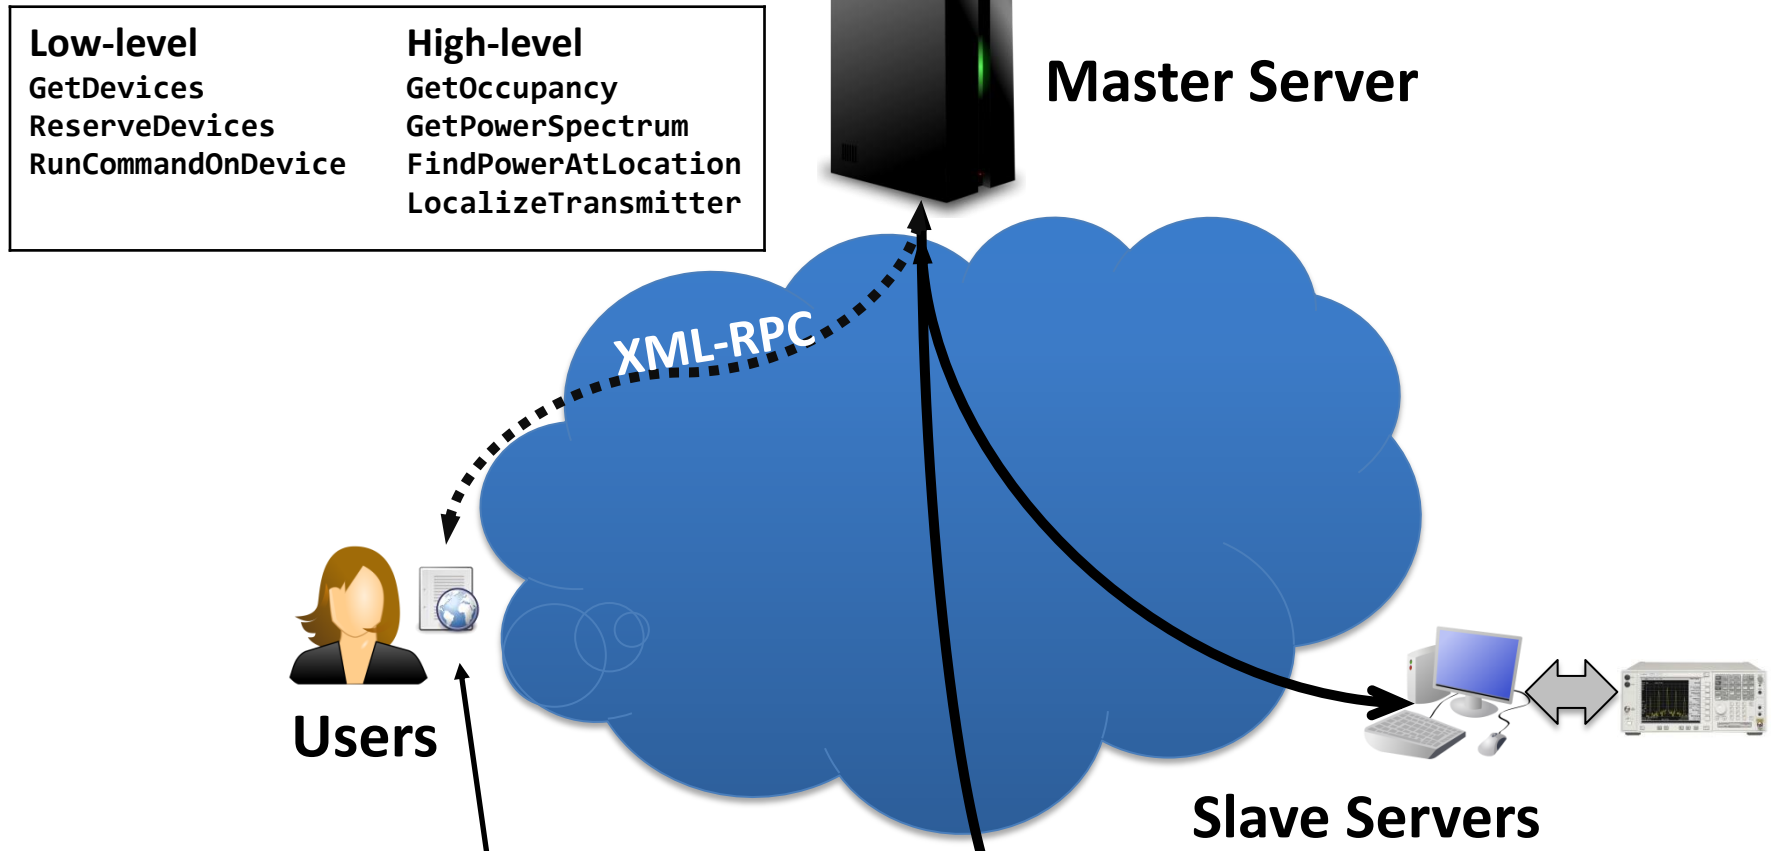 Low-level
GetDevices
ReserveDevices
RunCommandOnDevice
High-level
GetOccupancy
GetPowerSpectrum
FindPowerAtLocation
LocalizeTransmitter
Master Server
XML-RPC
Users
Slave Servers